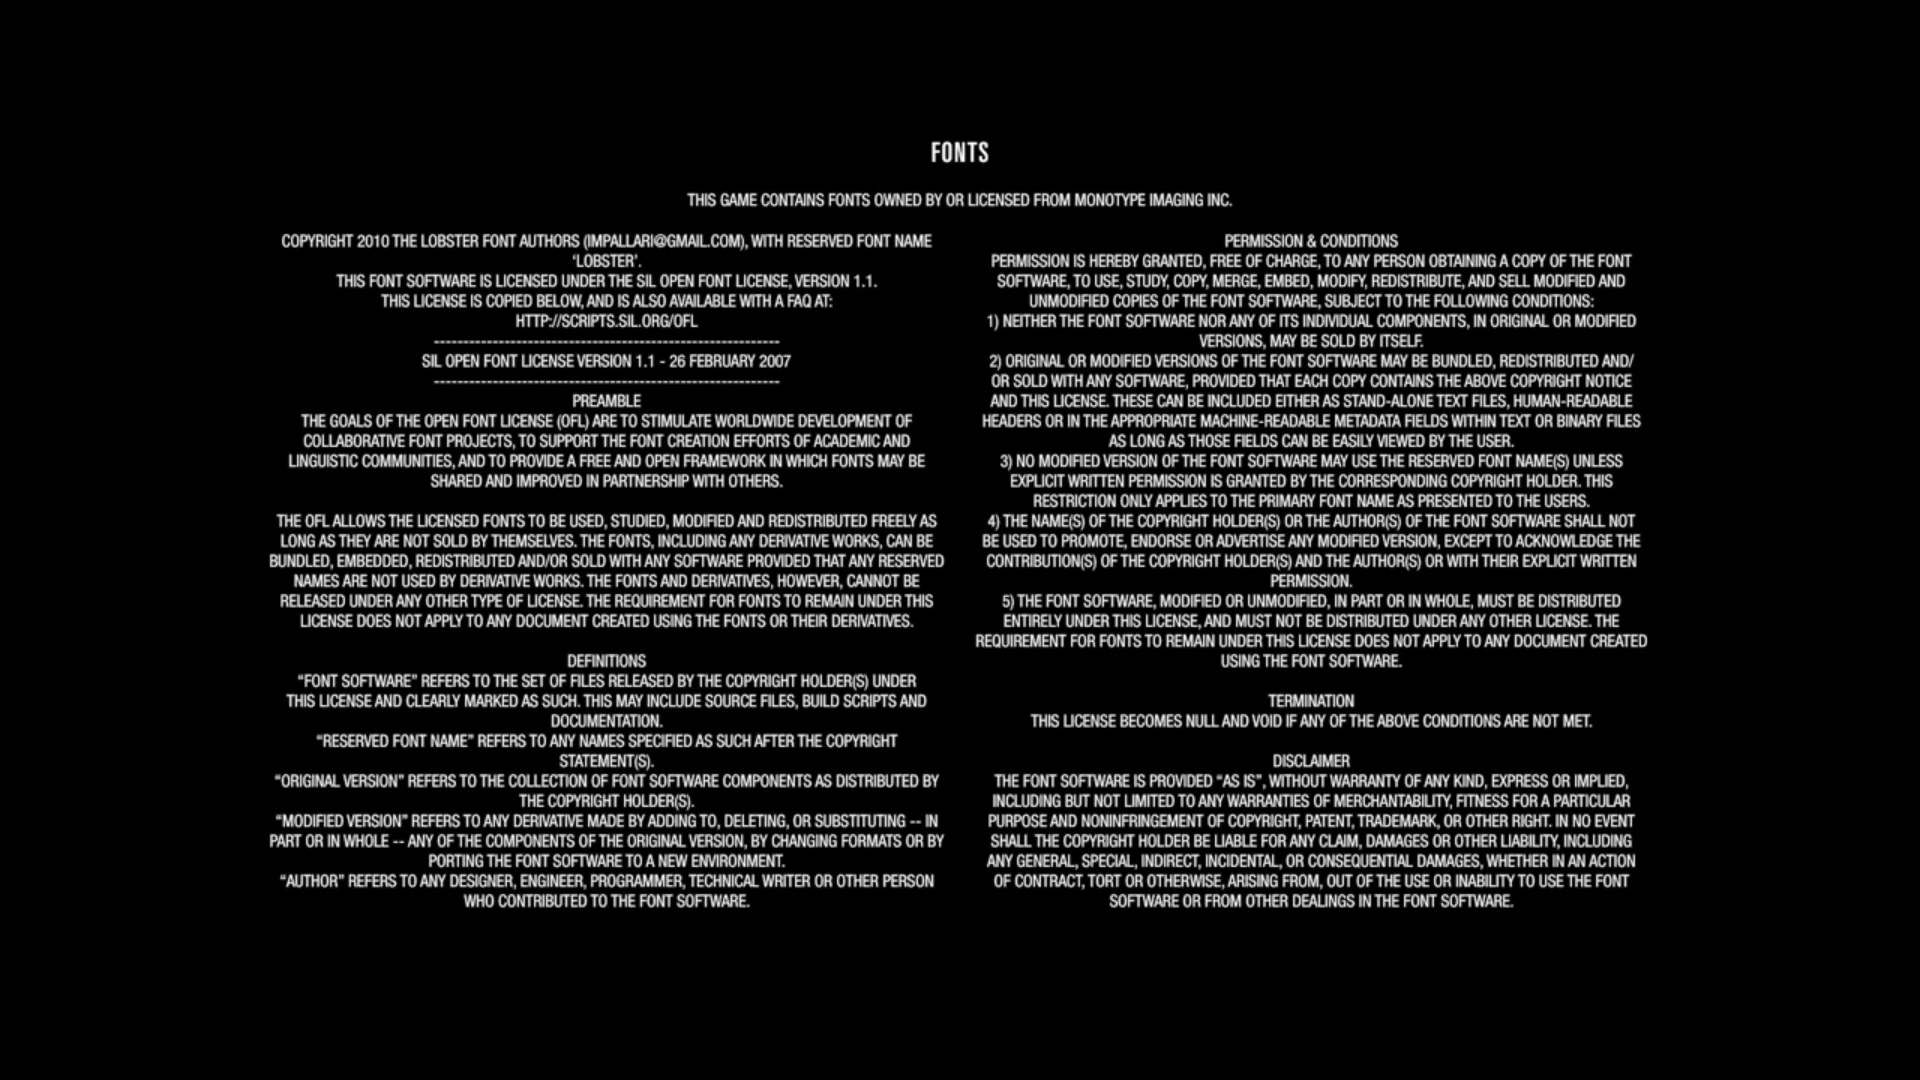 FONTS
THIS GAME CONTAINS FONTS OWNED BY OR LICENSED FROM MONOTYPE IMAGING INC.
COPYRIGHT 2010 THE LOBSTER FONT AUTHORS (IMPALLARI@GMAIL.COM), WITH RESERVED FONT NAME
‘LOBSTER’.
THIS FONT SOFTWARE IS LICENSED UNDER THE SIL OPEN FONT LICENSE, VERSION 1.1.
THIS LICENSE IS COPIED BELOW, AND IS ALSO AVAILABLE WITH A FAQ AT:
HTTP://SCRIPTS.SIL.ORG/OFL
-----------------------------------------------------------
SIL OPEN FONT LICENSE VERSION 1.1 - 26 FEBRUARY 2007
-----------------------------------------------------------
PREAMBLE
THE GOALS OF THE OPEN FONT LICENSE (OFL) ARE TO STIMULATE WORLDWIDE DEVELOPMENT OF
COLLABORATIVE FONT PROJECTS, TO SUPPORT THE FONT CREATION EFFORTS OF ACADEMIC AND
LINGUISTIC COMMUNITIES, AND TO PROVIDE A FREE AND OPEN FRAMEWORK IN WHICH FONTS MAY BE
SHARED AND IMPROVED IN PARTNERSHIP WITH OTHERS.
THE OFL ALLOWS THE LICENSED FONTS TO BE USED, STUDIED, MODIFIED AND REDISTRIBUTED FREELY AS
LONG AS THEY ARE NOT SOLD BY THEMSELVES. THE FONTS, INCLUDING ANY DERIVATIVE WORKS, CAN BE
BUNDLED, EMBEDDED, REDISTRIBUTED AND/OR SOLD WITH ANY SOFTWARE PROVIDED THAT ANY RESERVED
NAMES ARE NOT USED BY DERIVATIVE WORKS. THE FONTS AND DERIVATIVES, HOWEVER, CANNOT BE
RELEASED UNDER ANY OTHER TYPE OF LICENSE. THE REQUIREMENT FOR FONTS TO REMAIN UNDER THIS
LICENSE DOES NOT APPLY TO ANY DOCUMENT CREATED USING THE FONTS OR THEIR DERIVATIVES.
DEFINITIONS
“FONT SOFTWARE” REFERS TO THE SET OF FILES RELEASED BY THE COPYRIGHT HOLDER(S) UNDER
THIS LICENSE AND CLEARLY MARKED AS SUCH. THIS MAY INCLUDE SOURCE FILES, BUILD SCRIPTS AND
DOCUMENTATION.
“RESERVED FONT NAME” REFERS TO ANY NAMES SPECIFIED AS SUCH AFTER THE COPYRIGHT
STATEMENT(S).
“ORIGINAL VERSION” REFERS TO THE COLLECTION OF FONT SOFTWARE COMPONENTS AS DISTRIBUTED BY
THE COPYRIGHT HOLDER(S).
“MODIFIED VERSION” REFERS TO ANY DERIVATIVE MADE BY ADDING TO, DELETING, OR SUBSTITUTING -- IN
PART OR IN WHOLE -- ANY OF THE COMPONENTS OF THE ORIGINAL VERSION, BY CHANGING FORMATS OR BY
PORTING THE FONT SOFTWARE TO A NEW ENVIRONMENT.
“AUTHOR” REFERS TO ANY DESIGNER, ENGINEER, PROGRAMMER, TECHNICAL WRITER OR OTHER PERSON
WHO CONTRIBUTED TO THE FONT SOFTWARE.
PERMISSION & CONDITIONS
PERMISSION IS HEREBY GRANTED, FREE OF CHARGE, TO ANY PERSON OBTAINING A COPY OF THE FONT
SOFTWARE, TO USE, STUDY, COPY, MERGE, EMBED, MODIFY, REDISTRIBUTE, AND SELL MODIFIED AND
UNMODIFIED COPIES OF THE FONT SOFTWARE, SUBJECT TO THE FOLLOWING CONDITIONS:
1) NEITHER THE FONT SOFTWARE NOR ANY OF ITS INDIVIDUAL COMPONENTS, IN ORIGINAL OR MODIFIED
VERSIONS, MAY BE SOLD BY ITSELF.
2) ORIGINAL OR MODIFIED VERSIONS OF THE FONT SOFTWARE MAY BE BUNDLED, REDISTRIBUTED AND/
OR SOLD WITH ANY SOFTWARE, PROVIDED THAT EACH COPY CONTAINS THE ABOVE COPYRIGHT NOTICE
AND THIS LICENSE. THESE CAN BE INCLUDED EITHER AS STAND-ALONE TEXT FILES, HUMAN-READABLE
HEADERS OR IN THE APPROPRIATE MACHINE-READABLE METADATA FIELDS WITHIN TEXT OR BINARY FILES
AS LONG AS THOSE FIELDS CAN BE EASILY VIEWED BY THE USER.
3) NO MODIFIED VERSION OF THE FONT SOFTWARE MAY USE THE RESERVED FONT NAME(S) UNLESS
EXPLICIT WRITTEN PERMISSION IS GRANTED BY THE CORRESPONDING COPYRIGHT HOLDER. THIS
RESTRICTION ONLY APPLIES TO THE PRIMARY FONT NAME AS PRESENTED TO THE USERS.
4) THE NAME(S) OF THE COPYRIGHT HOLDER(S) OR THE AUTHOR(S) OF THE FONT SOFTWARE SHALL NOT
BE USED TO PROMOTE, ENDORSE OR ADVERTISE ANY MODIFIED VERSION, EXCEPT TO ACKNOWLEDGE THE
CONTRIBUTION(S) OF THE COPYRIGHT HOLDER(S) AND THE AUTHOR(S) OR WITH THEIR EXPLICIT WRITTEN
PERMISSION.
5) THE FONT SOFTWARE, MODIFIED OR UNMODIFIED, IN PART OR IN WHOLE, MUST BE DISTRIBUTED
ENTIRELY UNDER THIS LICENSE, AND MUST NOT BE DISTRIBUTED UNDER ANY OTHER LICENSE. THE
REQUIREMENT FOR FONTS TO REMAIN UNDER THIS LICENSE DOES NOT APPLY TO ANY DOCUMENT CREATED
USING THE FONT SOFTWARE.
TERMINATION
THIS LICENSE BECOMES NULL AND VOID IF ANY OF THE ABOVE CONDITIONS ARE NOT MET.
DISCLAIMER
THE FONT SOFTWARE IS PROVIDED “AS IS”, WITHOUT WARRANTY OF ANY KIND, EXPRESS OR IMPLIED,
INCLUDING BUT NOT LIMITED TO ANY WARRANTIES OF MERCHANTABILITY, FITNESS FOR A PARTICULAR
PURPOSE AND NONINFRINGEMENT OF COPYRIGHT, PATENT, TRADEMARK, OR OTHER RIGHT. IN NO EVENT
SHALL THE COPYRIGHT HOLDER BE LIABLE FOR ANY CLAIM, DAMAGES OR OTHER LIABILITY, INCLUDING
ANY GENERAL, SPECIAL, INDIRECT, INCIDENTAL, OR CONSEQUENTIAL DAMAGES, WHETHER IN AN ACTION
OF CONTRACT, TORT OR OTHERWISE, ARISING FROM, OUT OF THE USE OR INABILITY TO USE THE FONT
SOFTWARE OR FROM OTHER DEALINGS IN THE FONT SOFTWARE.